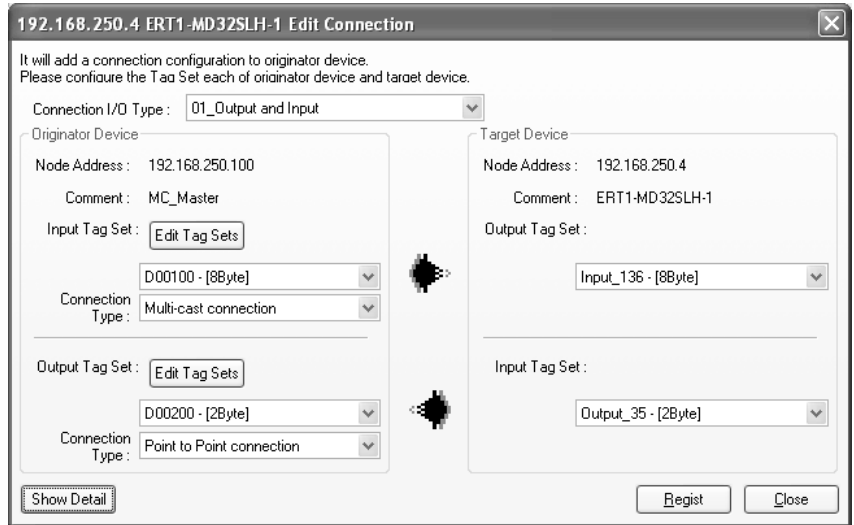 192.168.250.4 ERT1-MD32SLH-1 Edit Connection
It will add a connection configuration to originator device.
Please configure the Tag Set each of originator device and target device.
Connection I/O Type : 01_Output and Input
Originator Device
Node Address : 192.168.250.100
Comment : MC_Master
Input Tag Set : Edit Tag Sets
D00100 - [8Byte]
Connection Type : Multi-cast connection
Output Tag Set : Edit Tag Sets
D00200 - [2Byte]
Connection Type : Point to Point connection
Target Device
Node Address : 192.168.250.4
Comment : ERT1-MD32SLH-1
Output Tag Set :
Input_136 - [8Byte]
Input Tag Set :
Output_35 - [2Byte]
Show Detail
Regist
Close